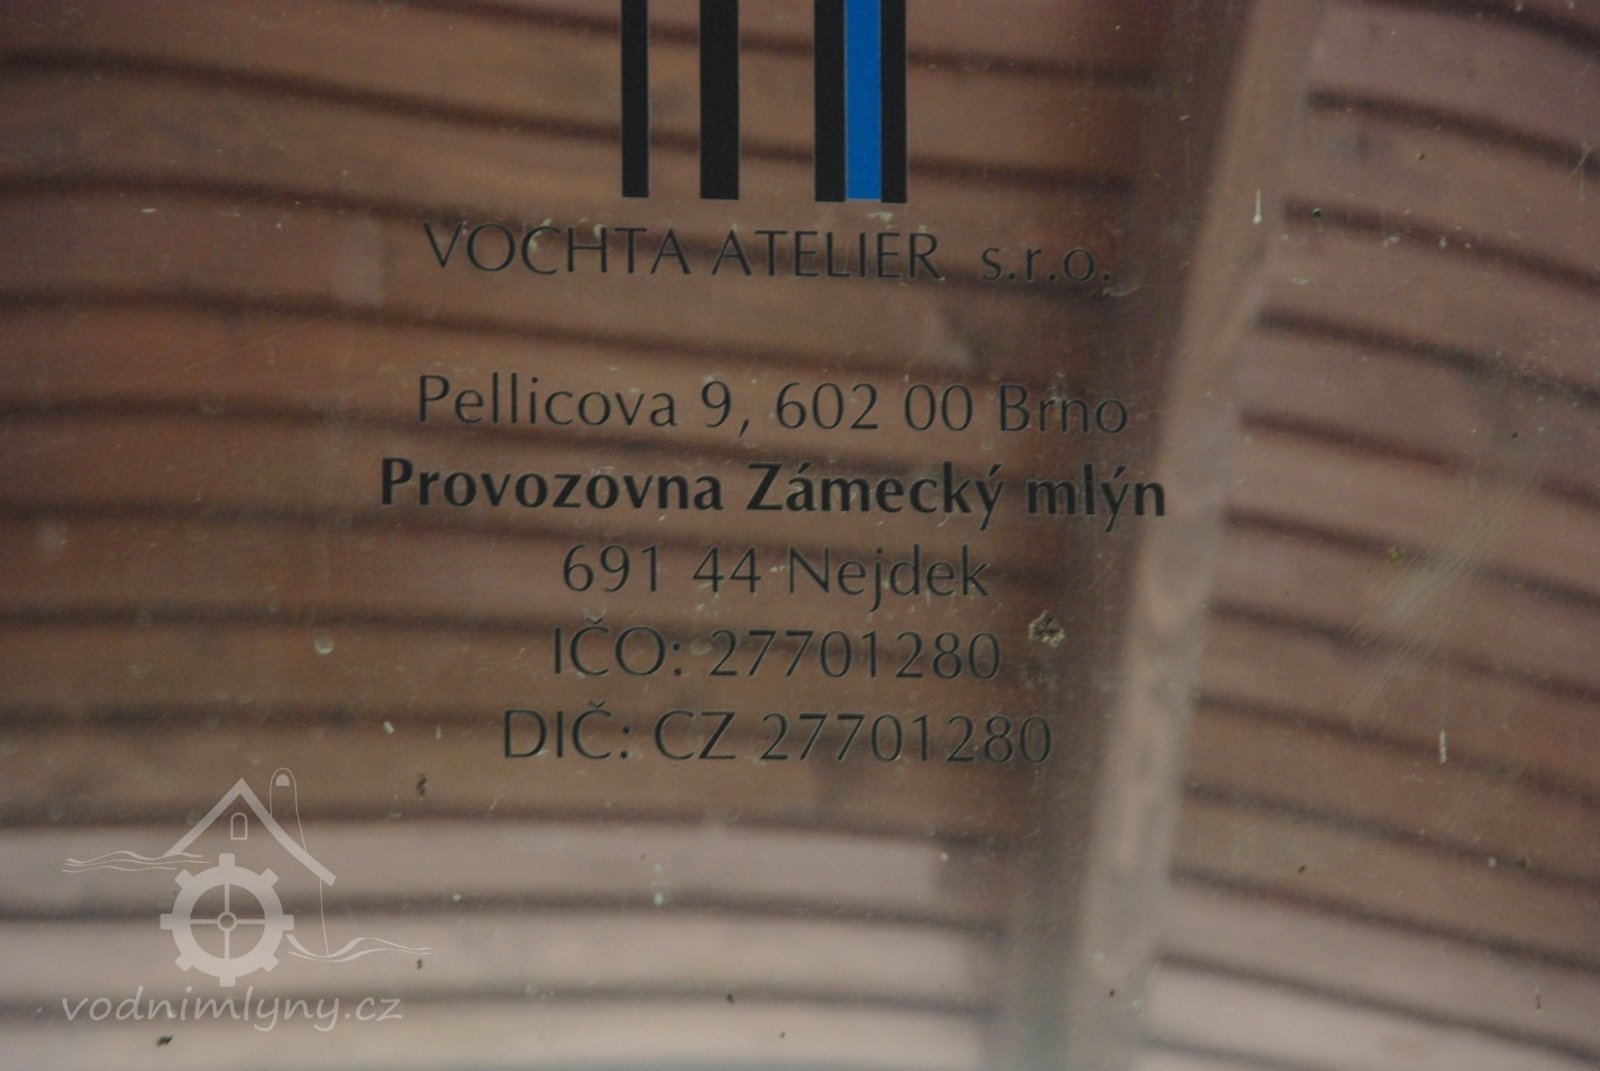 VOCHTA ATELIER s.r.o.
Pellicova 9, 602 00 Brno
Provozovna Zámecký mlýn
691 44 Nejdek
IČO: 27701280
DIČ: CZ 27701280
vodnimlyny.cz